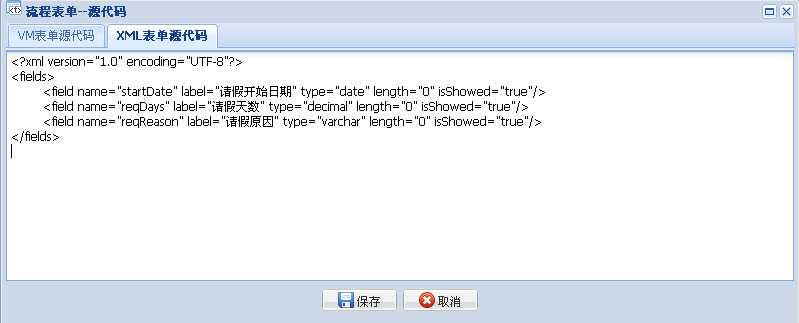 流程表单--源代码
VM表单源代码 XML表单源代码
<?xml version="1.0" encoding="UTF-8"?>
<fields>
<field name="startDate" label="请假开始日期" type="date" length="0" isShowed="true"/>
<field name="reqDays" label="请假天数" type="decimal" length="0" isShowed="true"/>
<field name="reqReason" label="请假原因" type="varchar" length="0" isShowed="true"/>
</fields>
保存 取消